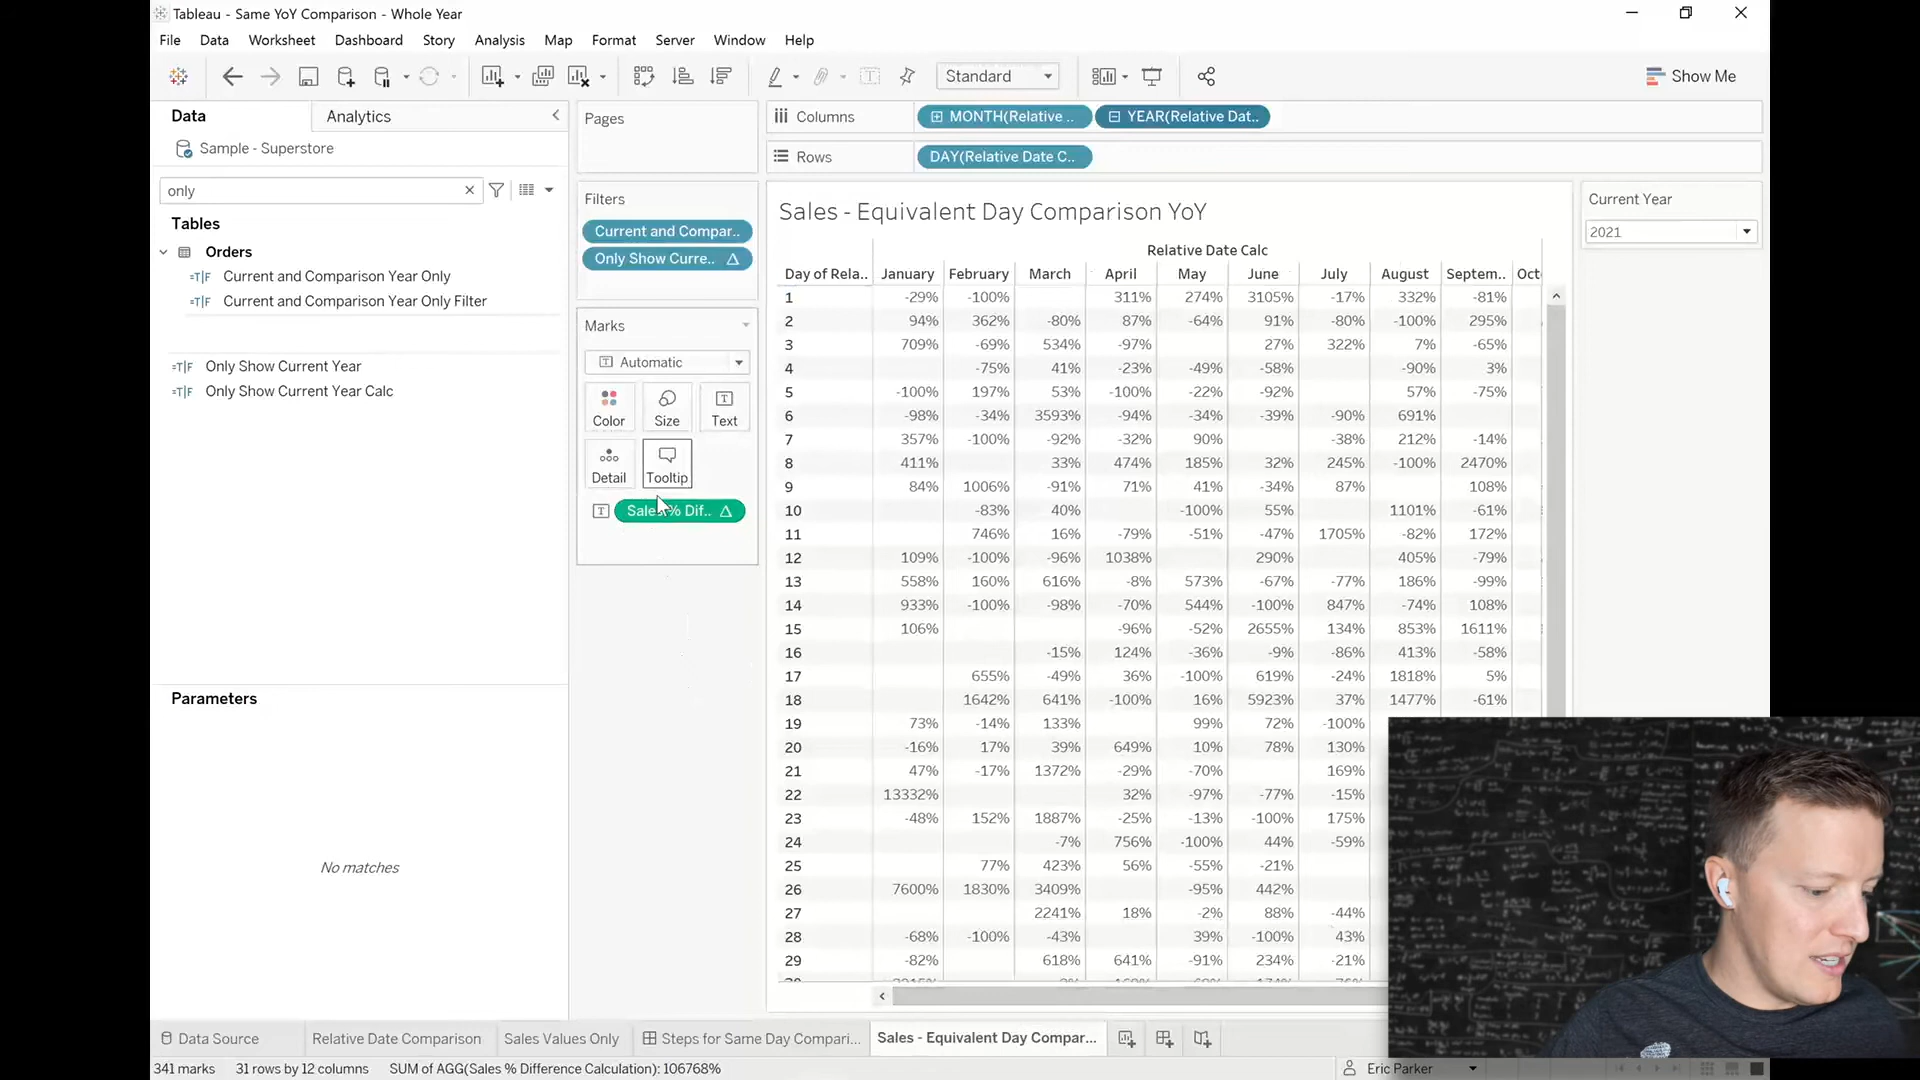 Tableau - Same YoY Comparison - Whole Year
File Data Worksheet Dashboard Story Analysis Map Format Server Window Help
Standard
Show Me
Data Analytics
Sample - Superstore
only
Tables
Orders
Current and Comparison Year Only
Current and Comparison Year Only Filter
Only Show Current Year
Only Show Current Year Calc
Parameters
No matches
Pages
Filters
Current and Compar..
Only Show Curre..
Marks
Automatic
Color Size Text
Detail Tooltip
Sales % Dif..
Columns MONTH(Relative .. YEAR(Relative Dat..
Rows DAY(Relative Date C..
Sales - Equivalent Day Comparison YoY
Relative Date Calc
Day of Rela.. January February March April May June July August Septem.. Oct
1 -29% -100% 311% 274% 3105% -17% 332% -81%
2 94% 362% -80% 87% -64% 91% -80% -100% 295%
3 709% -69% 534% -97% 27% 322% 7% -65%
4 -75% 41% -23% -49% -58% -90% 3%
5 -100% 197% 53% -100% -22% -92% 57% -75%
6 -98% -34% 3593% -94% -34% -39% -90% 691%
7 357% -100% -92% -32% 90% -38% 212% -14%
8 411% 33% 474% 185% 32% 245% -100% 2470%
9 84% 1006% -91% 71% 41% -34% 87% 108%
10 -83% 40% -100% 55% 1101% -61%
11 746% 16% -79% -51% -47% 1705% -82% 172%
12 109% -100% -96% 1038% 290% 405% -79%
13 558% 160% 616% -8% 573% -67% -77% 186% -99%
14 933% -100% -98% -70% 544% -100% 847% -74% 108%
15 106% -96% -52% 2655% 134% 853% 1611%
16 -15% 124% -36% -9% -86% 413% -58%
17 655% -49% 36% -100% 619% -24% 1818% 5%
18 1642% 641% -100% 16% 5923% 37% 1477% -61%
19 73% -14% 133% 99% 72% -100%
20 -16% 17% 39% 649% 10% 78% 130%
21 47% -17% 1372% -29% -70% 169%
22 13332% 32% -97% -77% -15%
23 -48% 152% 1887% -25% -13% -100% 175%
24 -7% 756% -100% 44% -59%
25 77% 423% 56% -55% -21%
26 7600% 1830% 3409% -95% 442%
27 2241% 18% -2% 88% -44%
28 -68% -100% -43% 39% -100% 43%
29 -82% 618% 641% -91% 234% -21%
Current Year
2021
Data Source Relative Date Comparison Sales Values Only Steps for Same Day Compari... Sales - Equivalent Day Compar...
341 marks 31 rows by 12 columns SUM of AGG(Sales % Difference Calculation): 106768%
Eric Parker